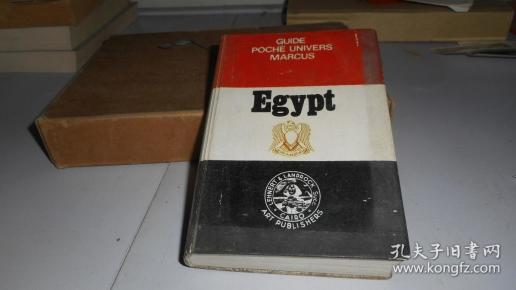 GUIDE
POCHE UNIVERS
MARCUS
Egypt
LEHNERT & LANDROCK SUCC.
CAIRO
ART PUBLISHERS
孔夫子旧书网
www.kongfz.com